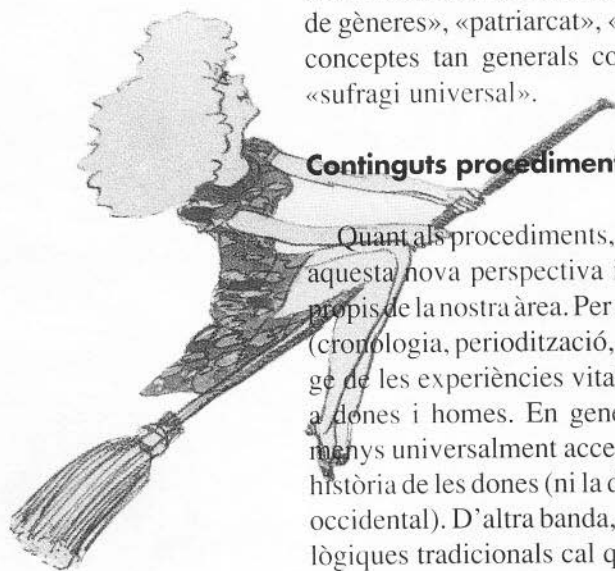 de gèneres», «patriarcat», «
conceptes tan generals co
«sufragi universal».
Continguts procediment
Quant als procediments,
aquesta nova perspectiva i
propis de la nostra àrea. Per
(cronologia, periodització,
ge de les experiències vita
a dones i homes. En gene
menys universalment acce
història de les dones (ni la d
occidental). D'altra banda,
lògiques tradicionals cal q